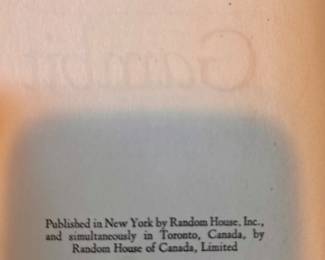 Gambit
Published in New York by Random House, Inc.,
and simultaneously in Toronto, Canada, by
Random House of Canada, Limited